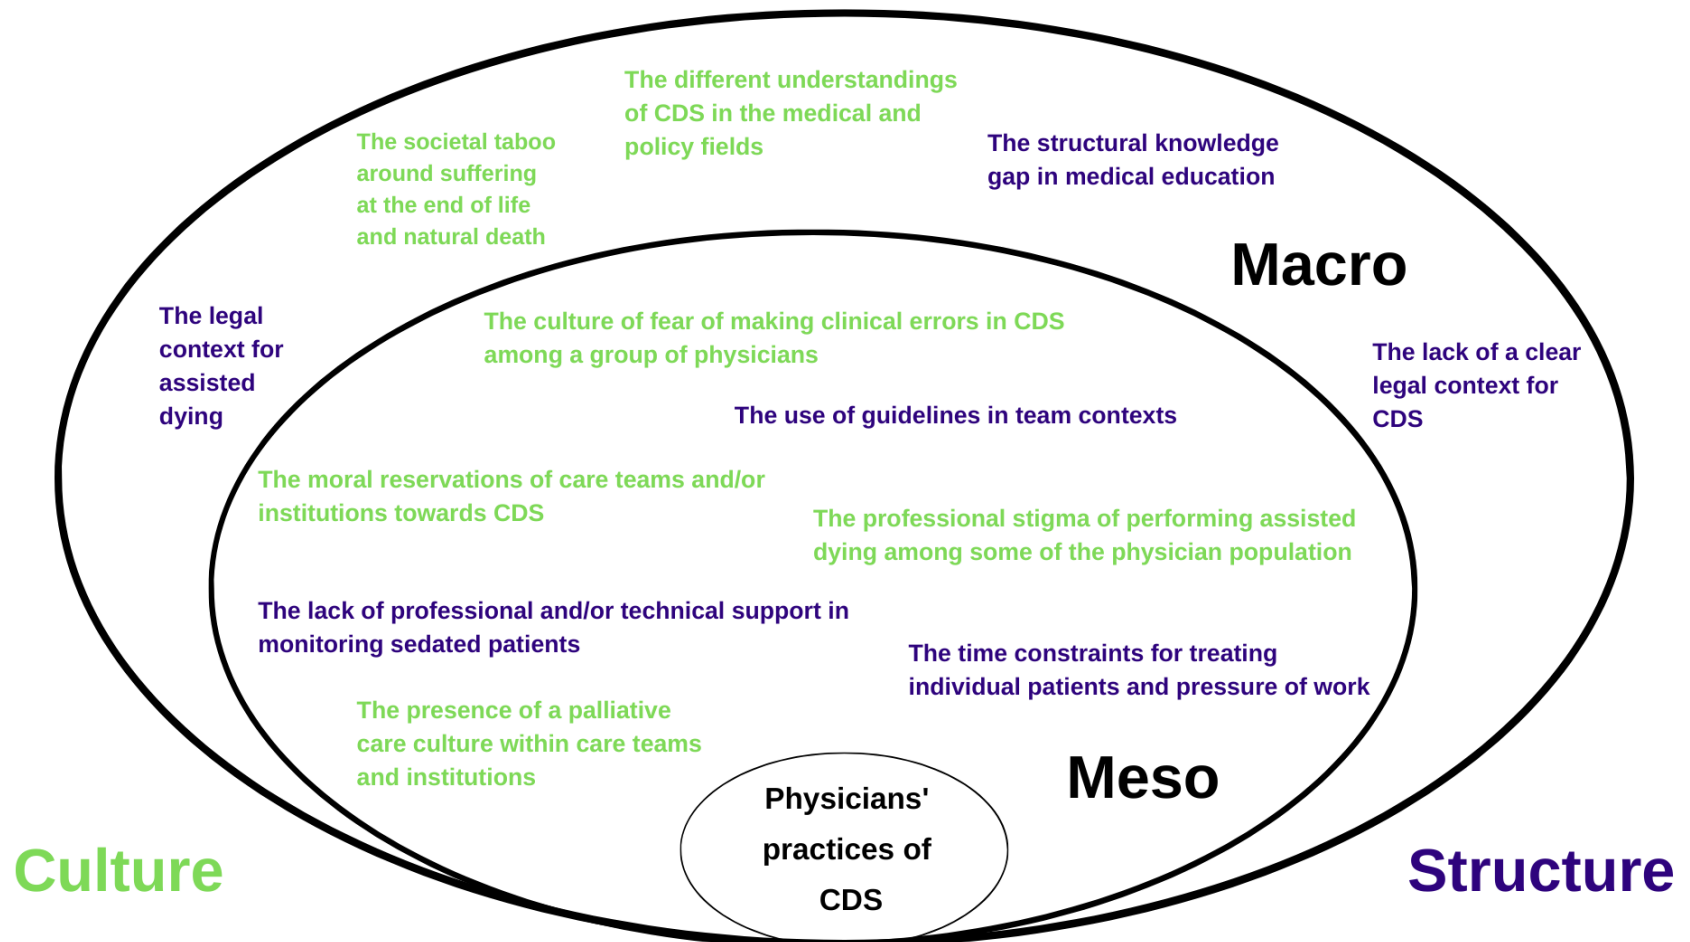 The different understandings
of CDS in the medical and
policy fields
The societal taboo
around suffering
at the end of life
and natural death
The structural knowledge
gap in medical education
Macro
The legal
context for
assisted
dying
The culture of fear of making clinical errors in CDS
among a group of physicians
The lack of a clear
legal context for
CDS
The use of guidelines in team contexts
The moral reservations of care teams and/or
institutions towards CDS
The professional stigma of performing assisted
dying among some of the physician population
The lack of professional and/or technical support in
monitoring sedated patients
The time constraints for treating
individual patients and pressure of work
The presence of a palliative
care culture within care teams
and institutions
Meso
Physicians'
practices of
CDS
Culture
Structure